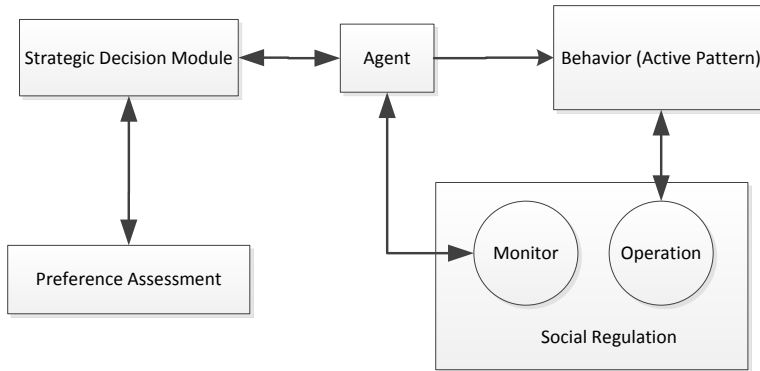 Strategic Decision Module
Agent
Behavior (Active Pattern)
Monitor
Operation
Preference Assessment
Social Regulation